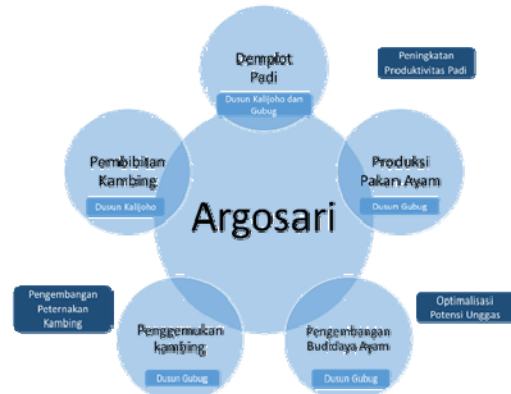 Demplot
Padi
Dusun Kalijoho dan
Gubug
Peningkatan
Produktivitas Padi
Pembibitan
Kambing
Dusun Kalijoho
Produksi
Pakan Ayam
Dusun Gubug
Argosari
Pengembangan
Peternakan
Kambing
Penggemukan
kambing
Dusun Gubug
Pengembangan
Budidaya Ayam
Dusun Gubug
Optimalisasi
Potensi Unggas